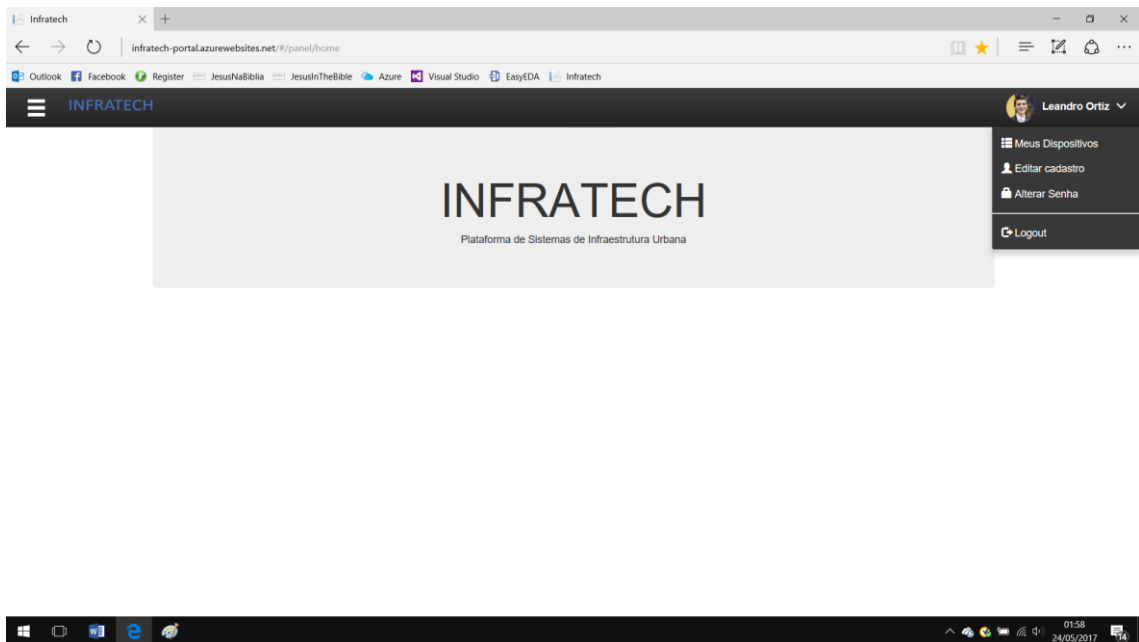 Infratech
infratech-portal.azurewebsites.net/#/panel/home
Outlook Facebook Register JesusNaBiblia JesusInTheBible Azure Visual Studio EasyEDA Infratech
INFRATECH
Leandro Ortiz
Meus Dispositivos
Editar cadastro
Alterar Senha
Logout
INFRATECH
Plataforma de Sistemas de Infraestrutura Urbana
01:58
24/05/2017
14